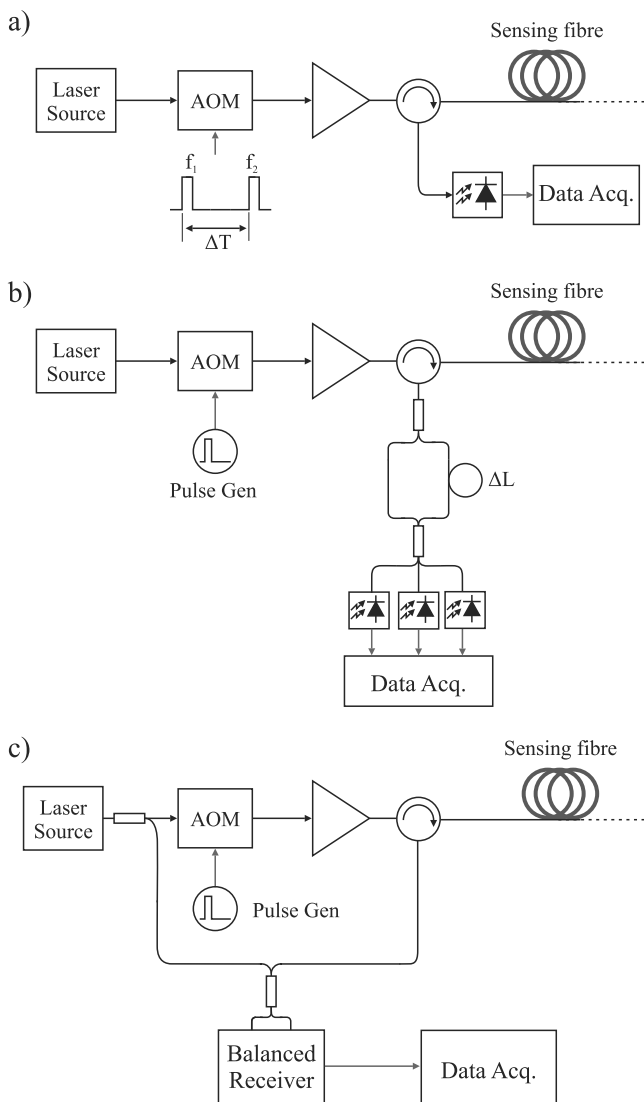 a)
Sensing fibre
Laser
Source
AOM
f₁ f₂
ΔT
Data Acq.
b)
Sensing fibre
Laser
Source
AOM
Pulse Gen
ΔL
Data Acq.
c)
Sensing fibre
Laser
Source
AOM
Pulse Gen
Balanced
Receiver
Data Acq.